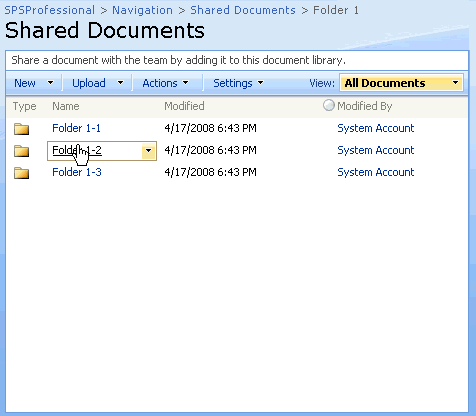 SPSProfessional > Navigation > Shared Documents > Folder 1
Shared Documents
Share a document with the team by adding it to this document library.
New Upload Actions Settings View: All Documents
Type Name Modified Modified By
Folder 1-1 4/17/2008 6:43 PM System Account
Folder 1-2 4/17/2008 6:43 PM System Account
Folder 1-3 4/17/2008 6:43 PM System Account